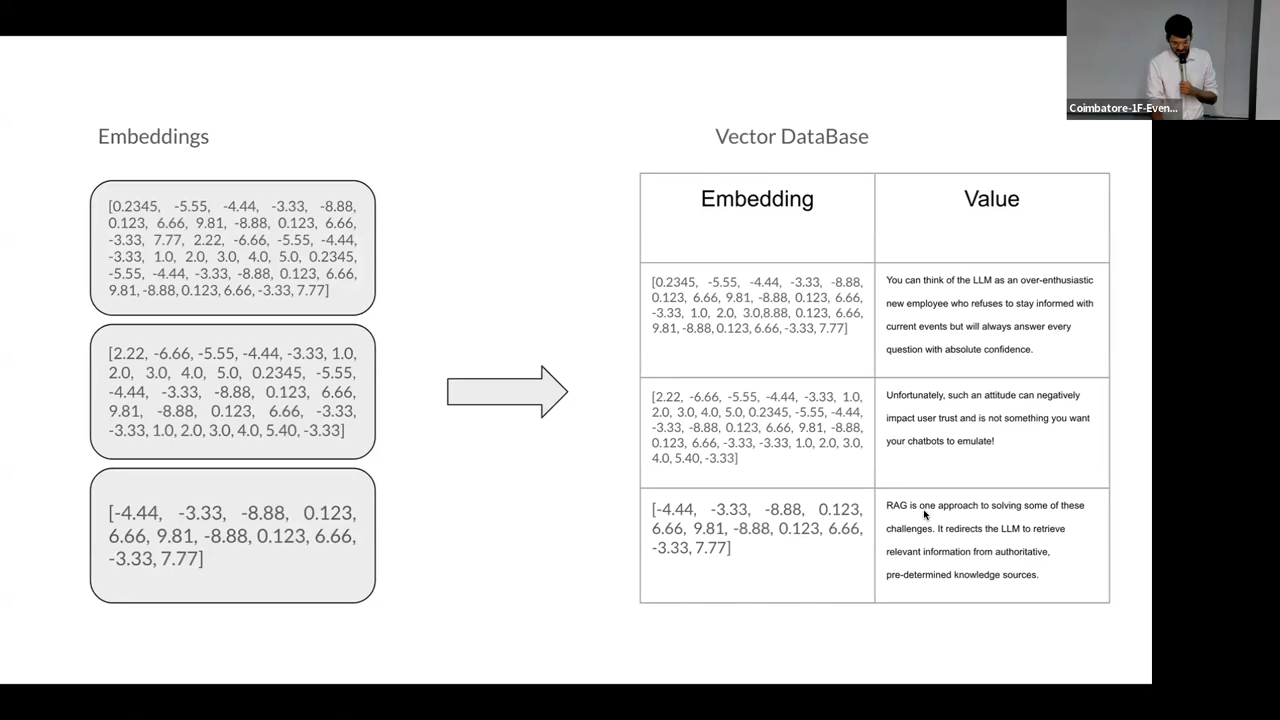 Coimbatore-1F-Even...
Embeddings
[0.2345, -5.55, -4.44, -3.33, -8.88,
0.123, 6.66, 9.81, -8.88, 0.123, 6.66,
-3.33, 7.77, 2.22, -6.66, -5.55, -4.44,
-3.33, 1.0, 2.0, 3.0, 4.0, 5.0, 0.2345,
-5.55, -4.44, -3.33, -8.88, 0.123, 6.66,
9.81, -8.88, 0.123, 6.66, -3.33, 7.77]
[2.22, -6.66, -5.55, -4.44, -3.33, 1.0,
2.0, 3.0, 4.0, 5.0, 0.2345, -5.55,
-4.44, -3.33, -8.88, 0.123, 6.66,
9.81, -8.88, 0.123, 6.66, -3.33,
-3.33, 1.0, 2.0, 3.0, 4.0, 5.40, -3.33]
[-4.44, -3.33, -8.88, 0.123,
6.66, 9.81, -8.88, 0.123, 6.66,
-3.33, 7.77]
Vector DataBase
Embedding
Value
[0.2345, -5.55, -4.44, -3.33, -8.88,
0.123, 6.66, 9.81, -8.88, 0.123, 6.66,
-3.33, 1.0, 2.0, 3.0,8.88, 0.123, 6.66,
9.81, -8.88, 0.123, 6.66, -3.33, 7.77]
You can think of the LLM as an over-enthusiastic
new employee who refuses to stay informed with
current events but will always answer every
question with absolute confidence.
[2.22, -6.66, -5.55, -4.44, -3.33, 1.0,
2.0, 3.0, 4.0, 5.0, 0.2345, -5.55, -4.44,
-3.33, -8.88, 0.123, 6.66, 9.81, -8.88,
0.123, 6.66, -3.33, -3.33, 1.0, 2.0, 3.0,
4.0, 5.40, -3.33]
Unfortunately, such an attitude can negatively
impact user trust and is not something you want
your chatbots to emulate!
[-4.44, -3.33, -8.88, 0.123,
6.66, 9.81, -8.88, 0.123, 6.66,
-3.33, 7.77]
RAG is one approach to solving some of these
challenges. It redirects the LLM to retrieve
relevant information from authoritative,
pre-determined knowledge sources.